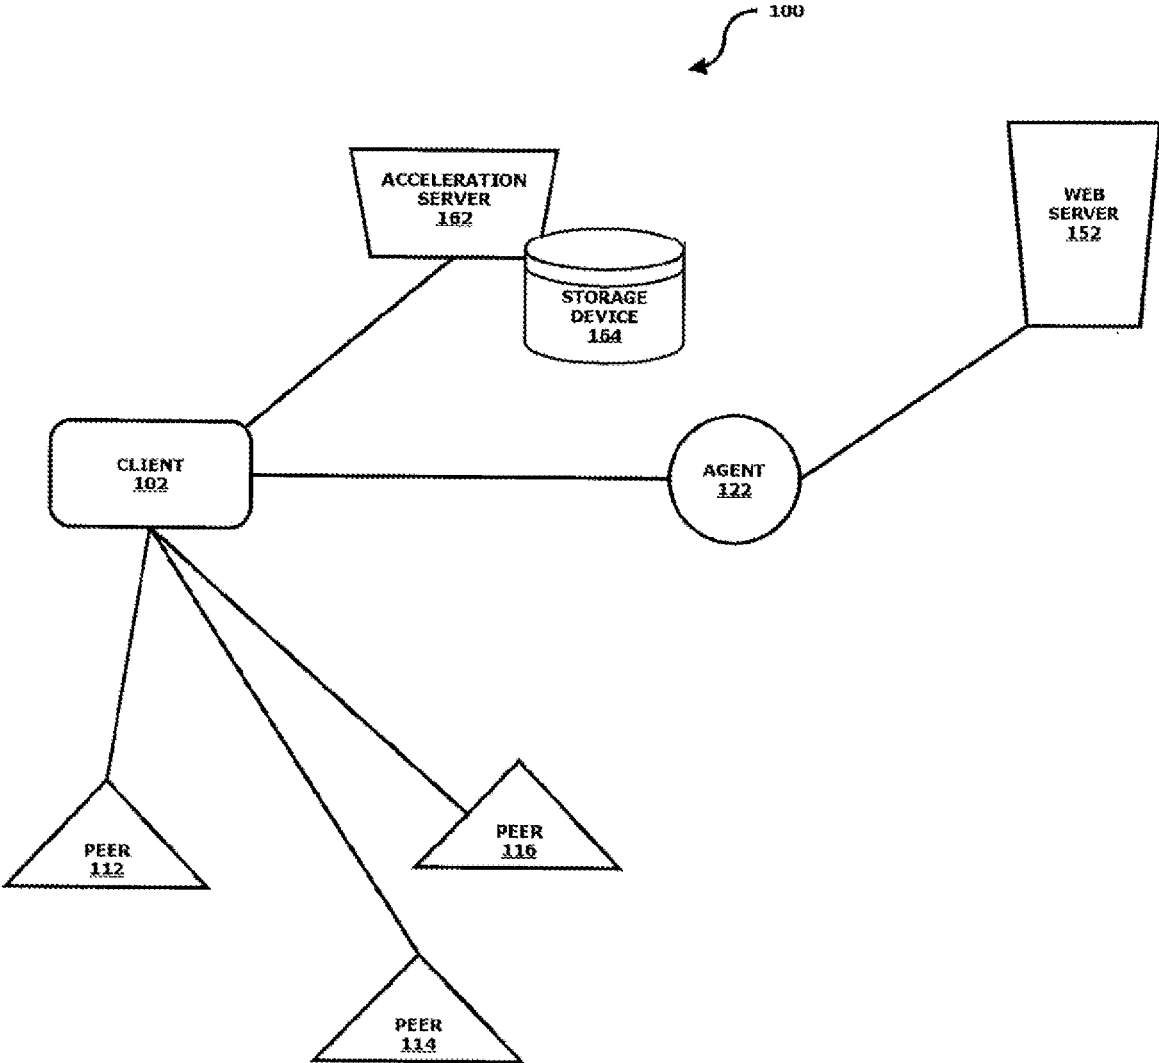 100
ACCELERATION
SERVER
162
WEB
SERVER
152
STORAGE
DEVICE
164
CLIENT
102
AGENT
122
PEER
116
PEER
112
PEER
114